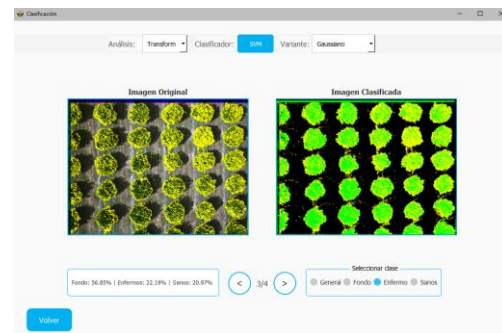 Clasificación
Análisis: Transform Clasificador: SVM Variante: Gaussiano
Imagen Original
Imagen Clasificada
Fondo: 56.85% | Enfermos: 22.19% | Sanos: 20.97%
< 3/4 >
Seleccionar clase
General Fondo Enfermo Sanos
Volver